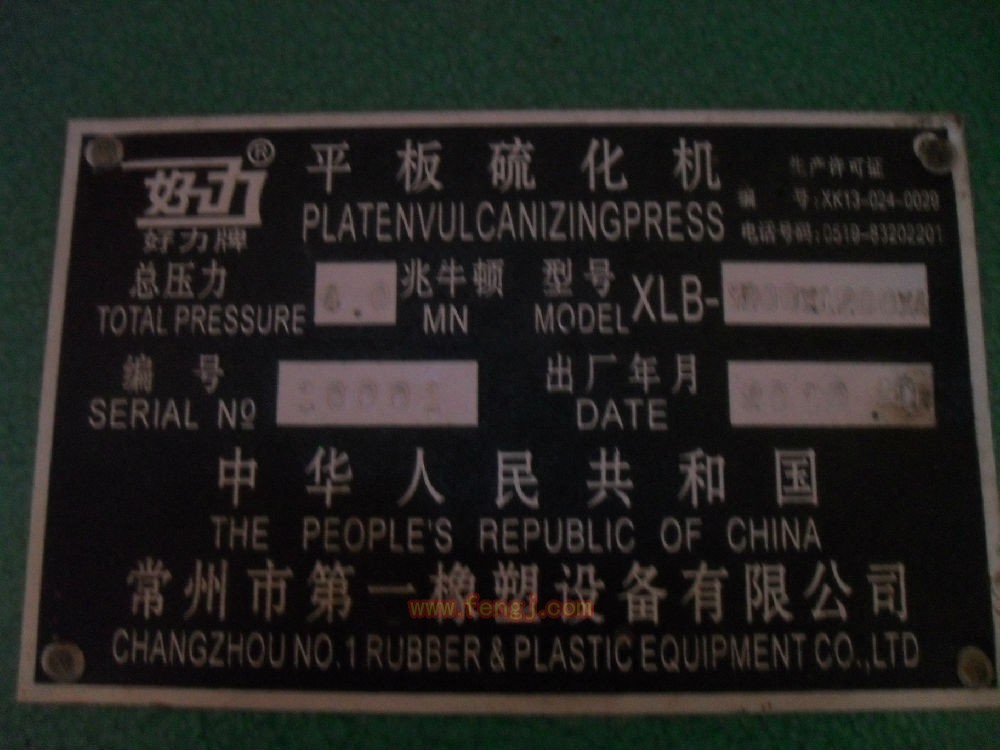 好力 ®
好力牌
平板硫化机
PLATENVULCANIZINGPRESS
生产许可证
编 号:XK13-024-0029
电话号码:0519-83202201
总压力 兆牛顿 型号
TOTAL PRESSURE MN MODEL XLB-
编 号 出厂年月
SERIAL Nº DATE
中华人民共和国
THE PEOPLE'S REPUBLIC OF CHINA
常州市第一橡塑设备有限公司
www.fengj.com
CHANGZHOU NO.1 RUBBER & PLASTIC EQUIPMENT CO.,LTD